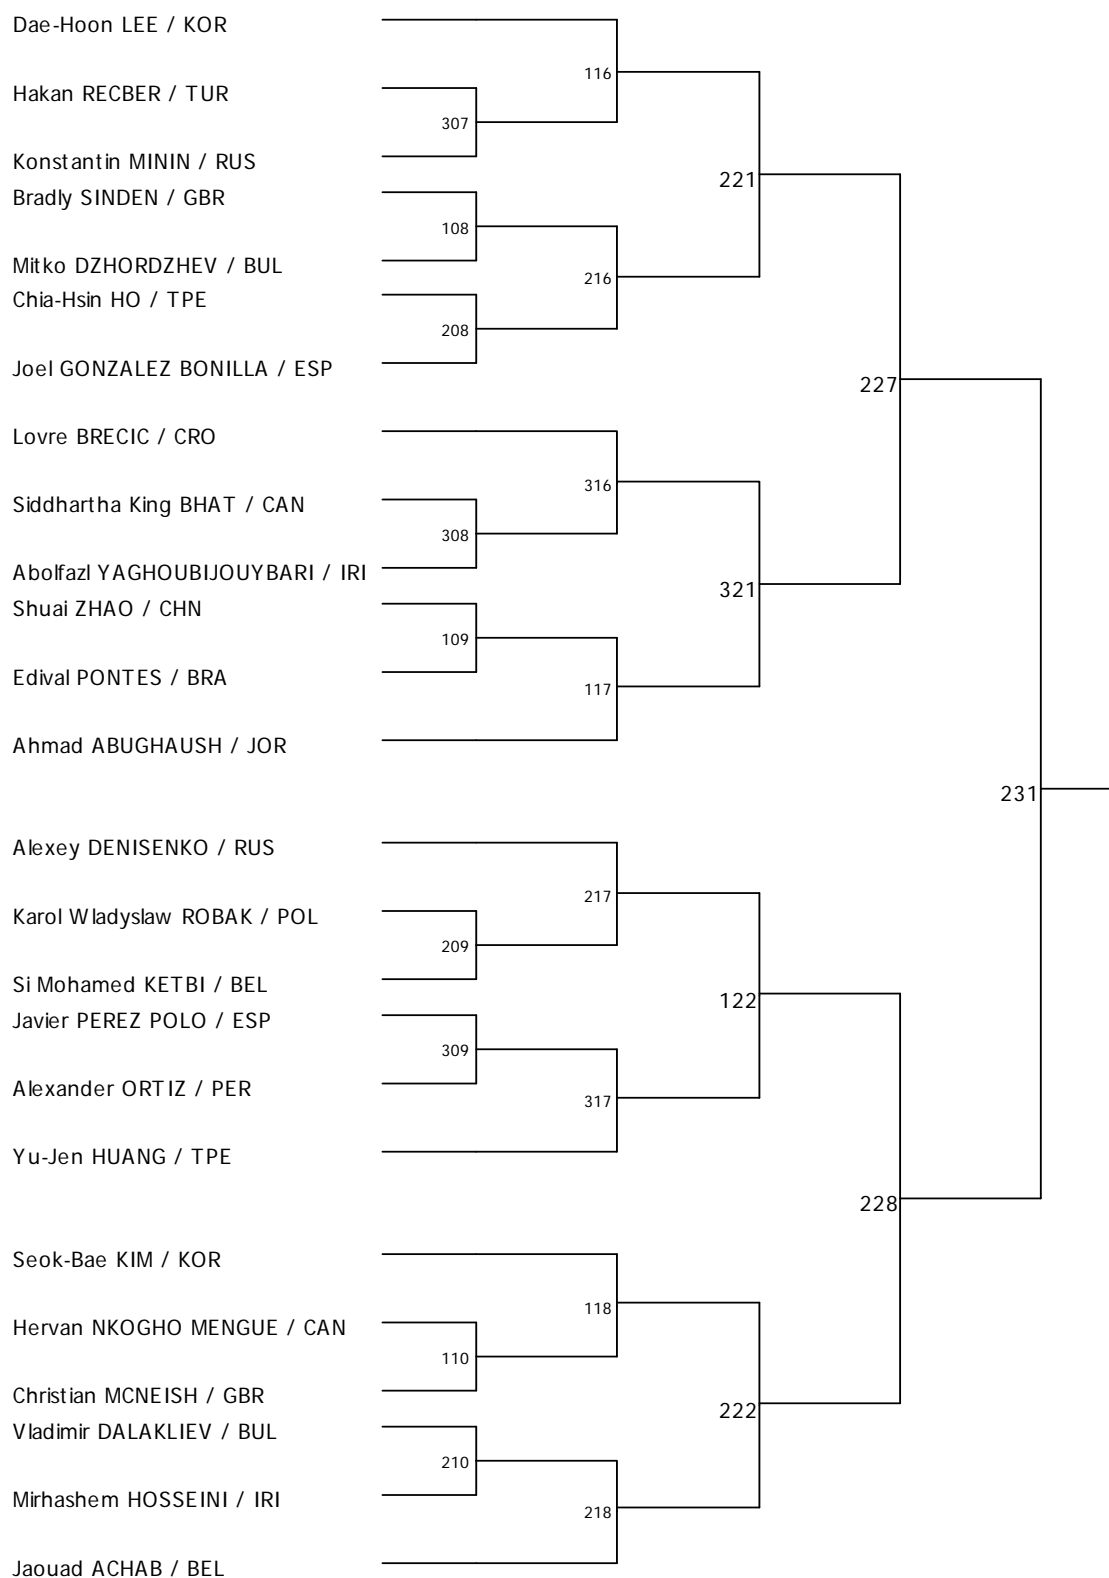 Dae-Hoon LEE / KOR
116
Hakan RECBER / TUR
307
Konstantin MININ / RUS
221
Bradly SINDEN / GBR
108
Mitko DZHORDZHEV / BUL
216
Chia-Hsin HO / TPE
208
Joel GONZALEZ BONILLA / ESP
227
Lovre BRECIC / CRO
316
Siddhartha King BHAT / CAN
308
Abolfazl YAGHOUBIJOUYBARI / IRI
321
Shuai ZHAO / CHN
109
Edival PONTES / BRA
117
Ahmad ABUGHAUSH / JOR
231
Alexey DENISENKO / RUS
217
Karol Wladyslaw ROBAK / POL
209
Si Mohamed KETBI / BEL
122
Javier PEREZ POLO / ESP
309
Alexander ORTIZ / PER
317
Yu-Jen HUANG / TPE
228
Seok-Bae KIM / KOR
118
Hervan NKOGHO MENGUE / CAN
110
Christian MCNEISH / GBR
222
Vladimir DALAKLIEV / BUL
210
Mirhashem HOSSEINI / IRI
218
Jaouad ACHAB / BEL